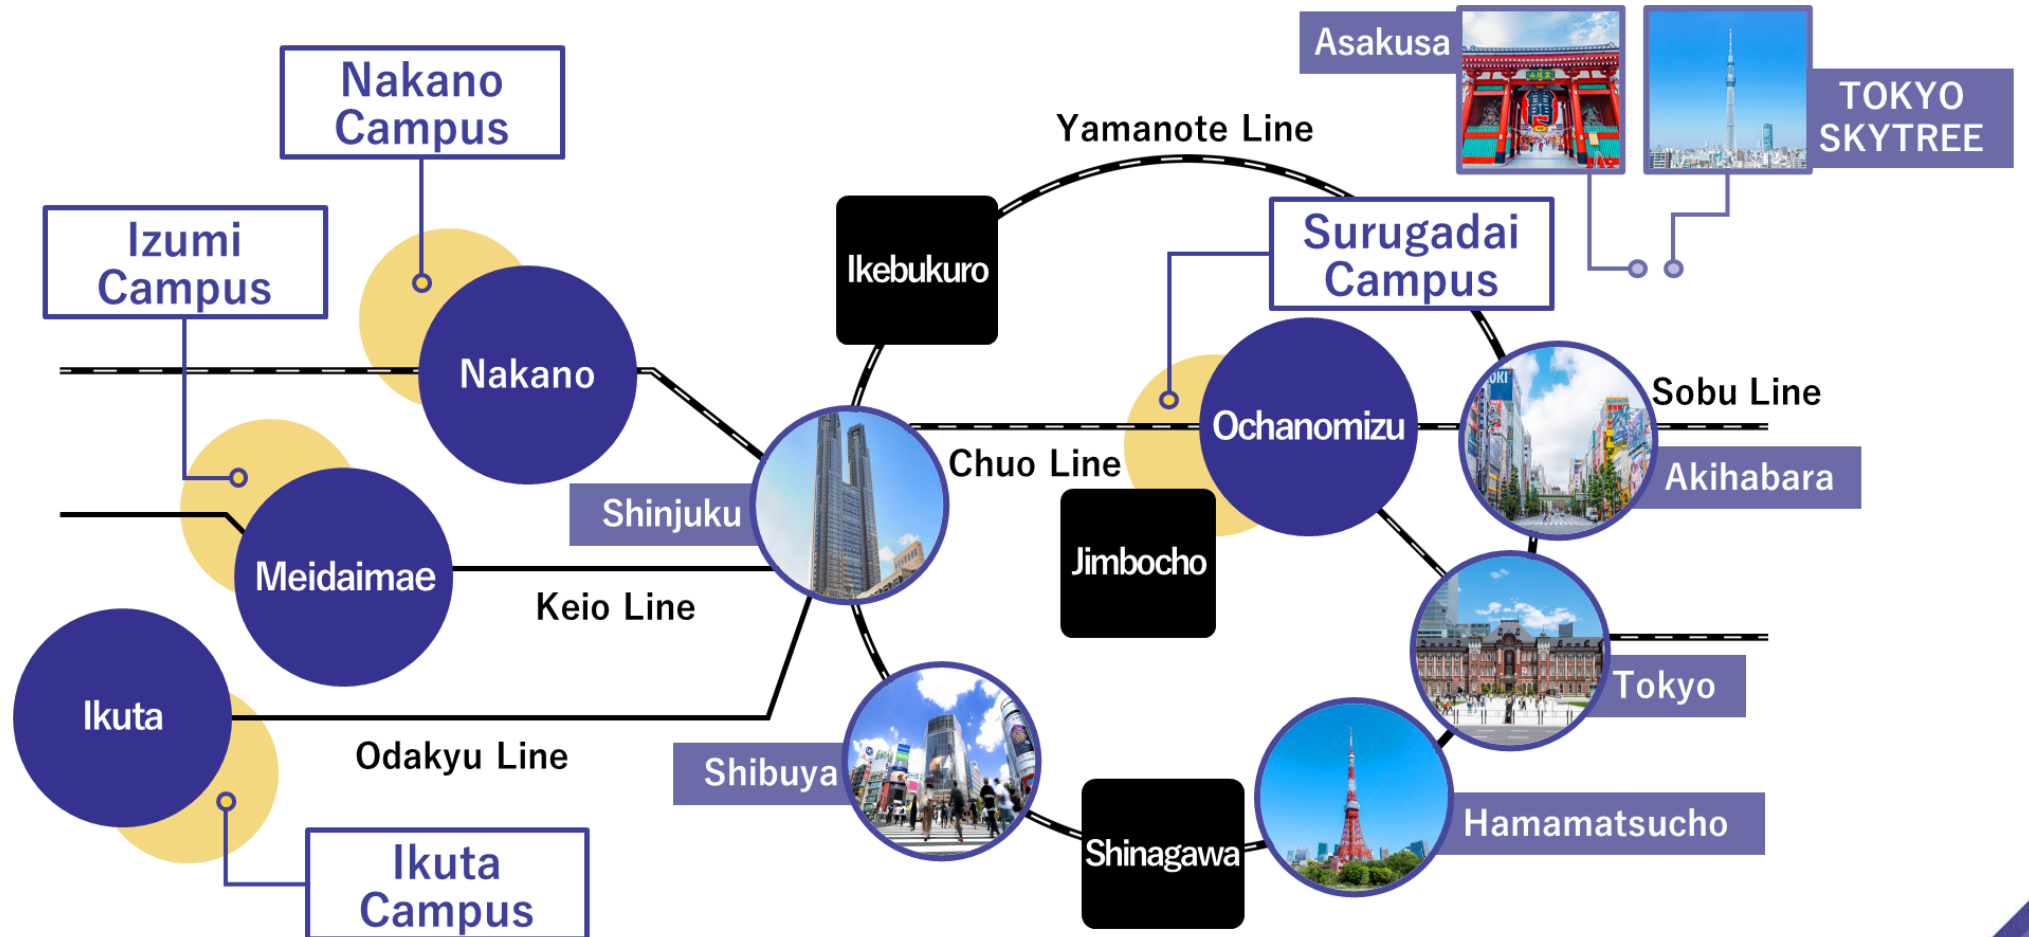 Nakano
Campus
Izumi
Campus
Asakusa
TOKYO
SKYTREE
Yamanote Line
Ikebukuro
Surugadai
Campus
Nakano
Sobu Line
Ochanomizu
Chuo Line
Akihabara
Shinjuku
Jimbocho
Meidaimae
Keio Line
Ikuta
Tokyo
Odakyu Line
Shibuya
Hamamatsucho
Shinagawa
Ikuta
Campus